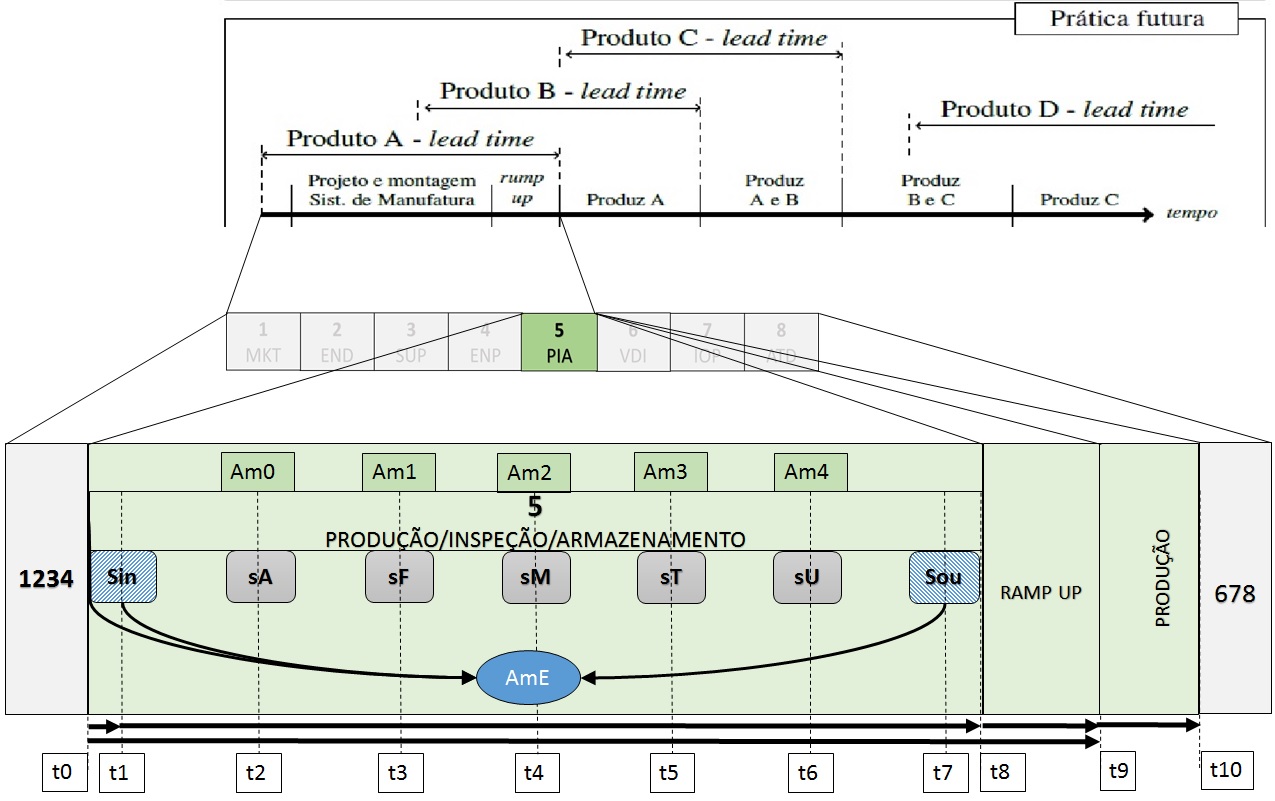 Prática futura
Produto C - lead time
Produto B - lead time
Produto D - lead time
Produto A - lead time
Projeto e montagem
Sist. de Manufatura
rump
up
Produz A
Produz
A e B
Produz
B e C
Produz C
tempo
1
MKT
2
END
3
SUP
4
ENP
5
PIA
6
VDI
7
IOP
8
ATD
Am0
Am1
Am2
Am3
Am4
5
PRODUÇÃO/INSPEÇÃO/ARMAZENAMENTO
1234
Sin
sA
sF
sM
sT
sU
Sou
RAMP UP
PRODUÇÃO
678
AmE
t0
t1
t2
t3
t4
t5
t6
t7
t8
t9
t10